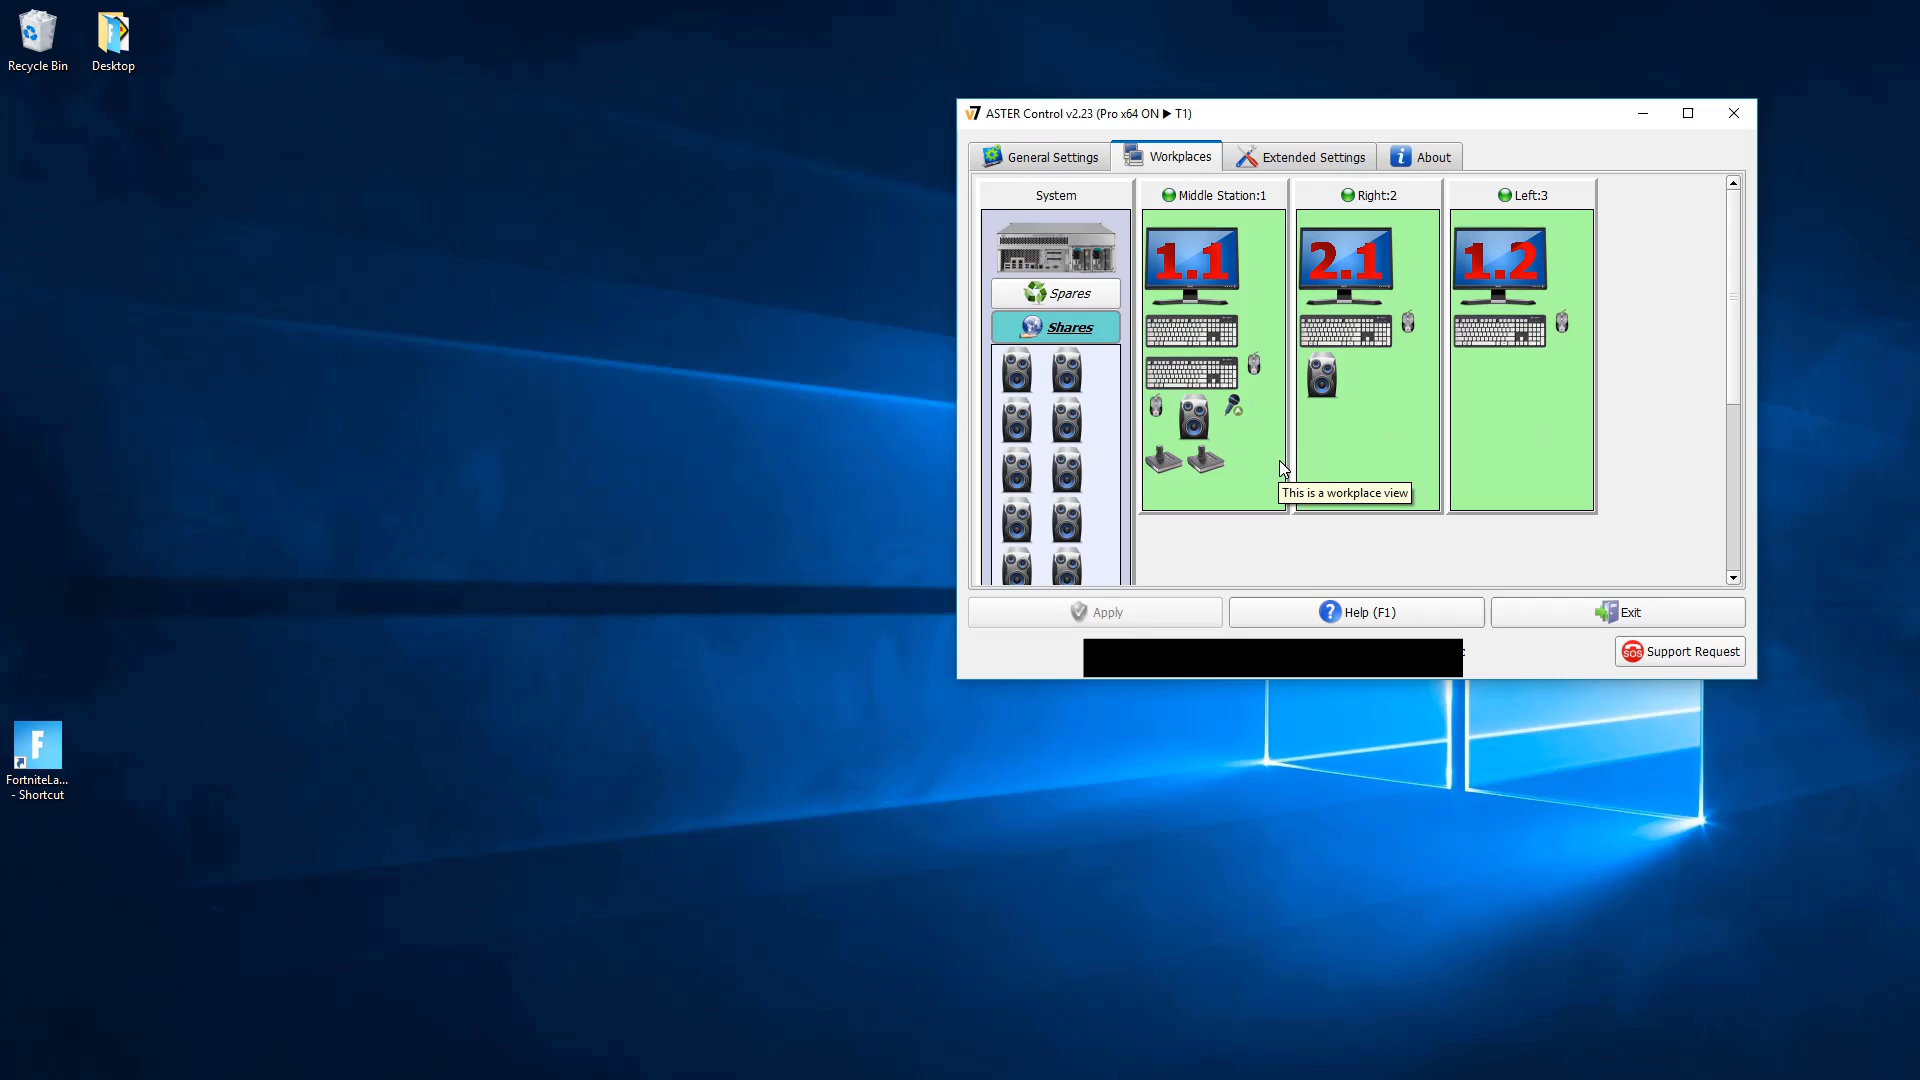 Recycle Bin
Desktop
FortniteLa...
- Shortcut
ASTER Control v2.23 (Pro x64 ON ▶ T1)
General Settings
Workplaces
Extended Settings
About
System
Middle Station:1
Right:2
Left:3
1.1
2.1
1.2
Spares
Shares
This is a workplace view
Apply
Help (F1)
Exit
SOS
Support Request